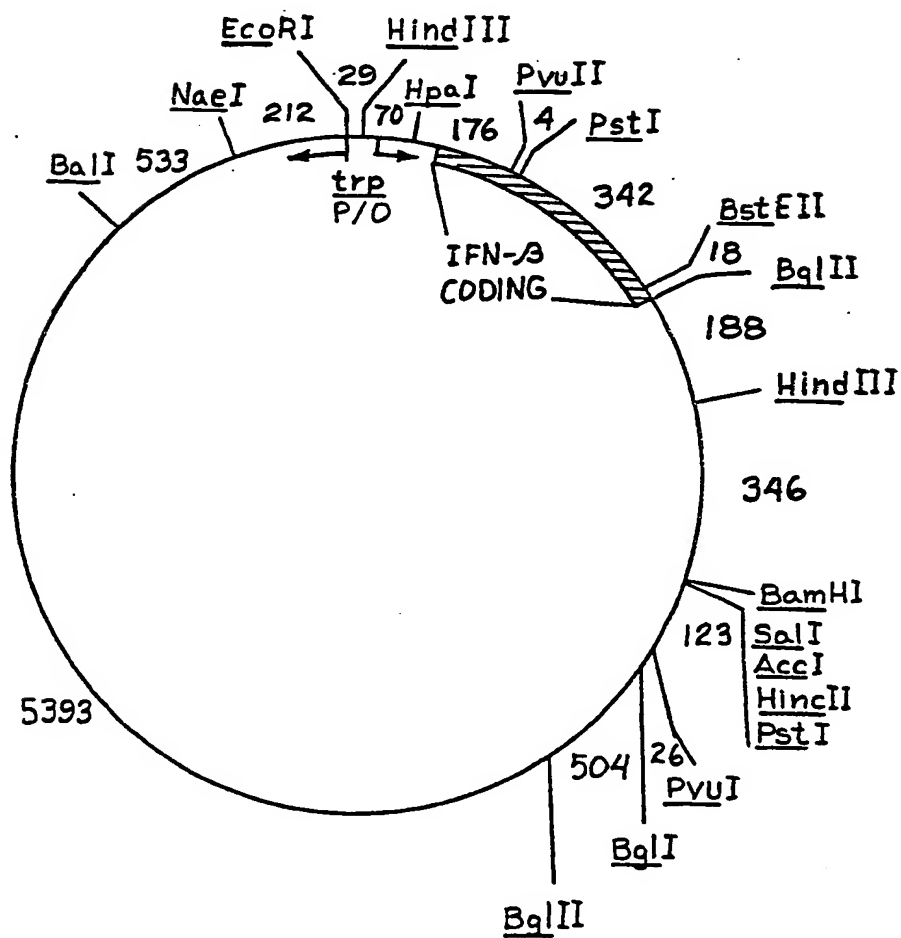 EcoRI
HindIII
29
HpaI
PvuII
NaeI
212
70
176
4
PstI
BalI
533
trp
P/O
342
BstEII
IFN-β
CODING
18
BglII
188
HindIII
346
BamHI
123
SalI
AccI
HincII
PstI
5393
504
26
PvuI
BglI
BglII